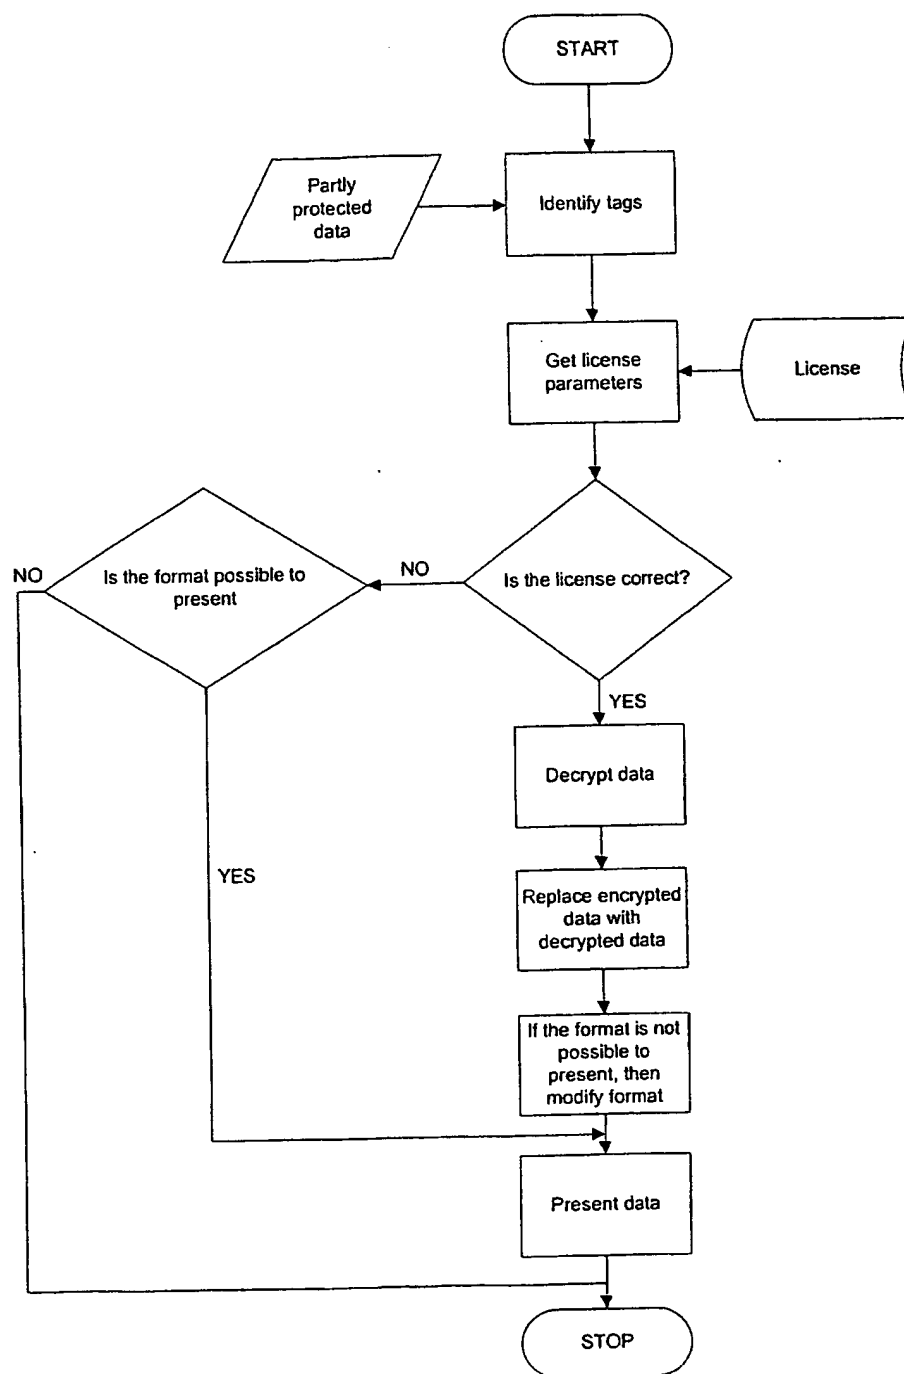 START
Partly
protected
data
Identify tags
Get license
parameters
License
NO
Is the format possible to
present
NO
Is the license correct?
YES
Decrypt data
YES
Replace encrypted
data with
decrypted data
If the format is not
possible to
present, then
modify format
Present data
STOP